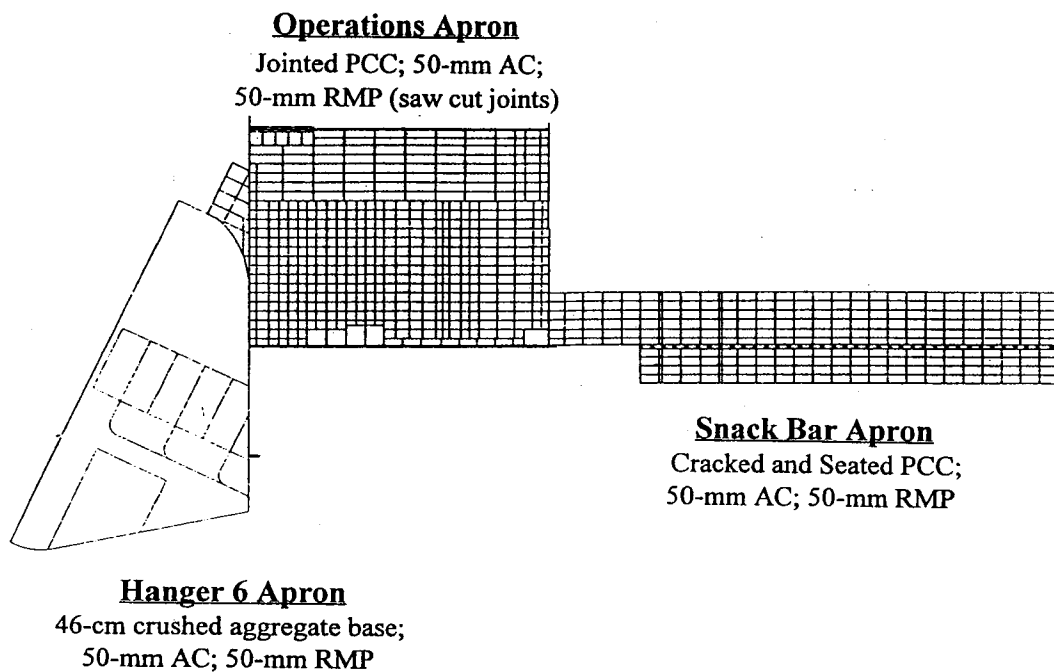 Operations Apron
Jointed PCC; 50-mm AC;
50-mm RMP (saw cut joints)
Snack Bar Apron
Cracked and Seated PCC;
50-mm AC; 50-mm RMP
Hanger 6 Apron
46-cm crushed aggregate base;
50-mm AC; 50-mm RMP